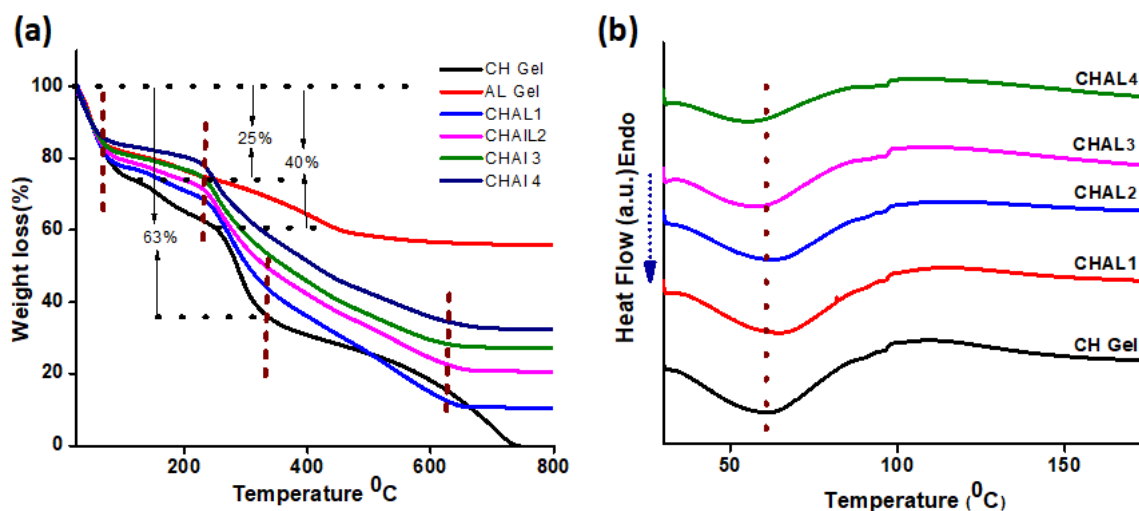 (a)
Weight loss(%)
100
80
60
40
20
0
200
400
600
800
Temperature ⁰C
CH Gel
AL Gel
CHAL1
CHAIL2
CHAI 3
CHAI 4
25%
40%
63%
(b)
Heat Flow (a.u.)Endo
CHAL4
CHAL3
CHAL2
CHAL1
CH Gel
50
100
150
Temperature (⁰C)